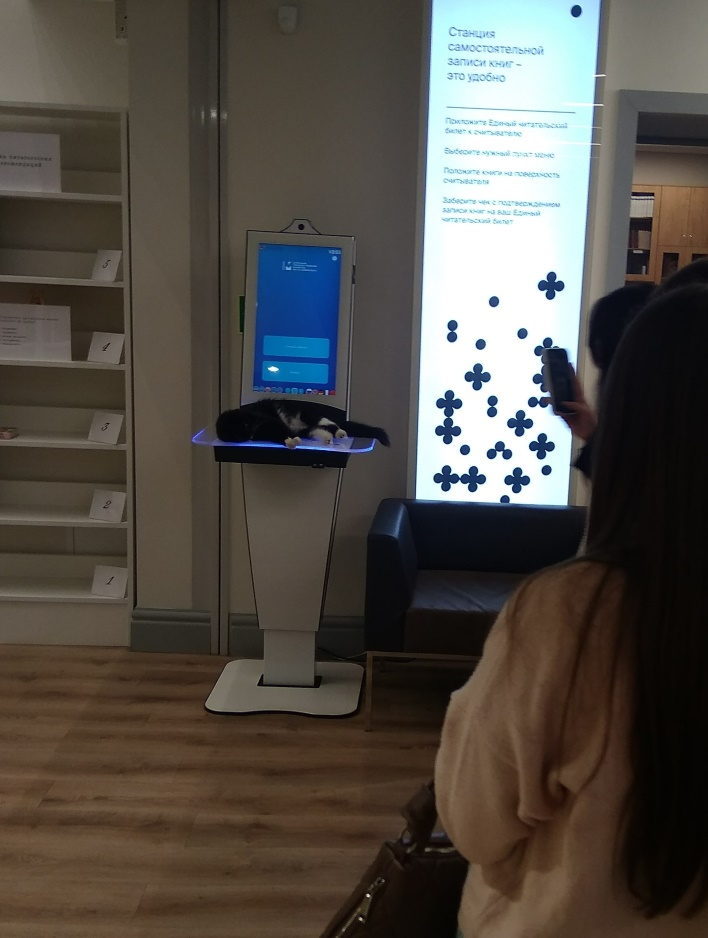 Станция
самостоятельной
записи книг –
это удобно
Приложите Единый читательский
билет к считывателю
Выберите нужный пункт меню
Положите книги на поверхность
считывателя
Заберите чек с подтверждением
записи книг на ваш Единый
читательский билет
5
4
3
2
1